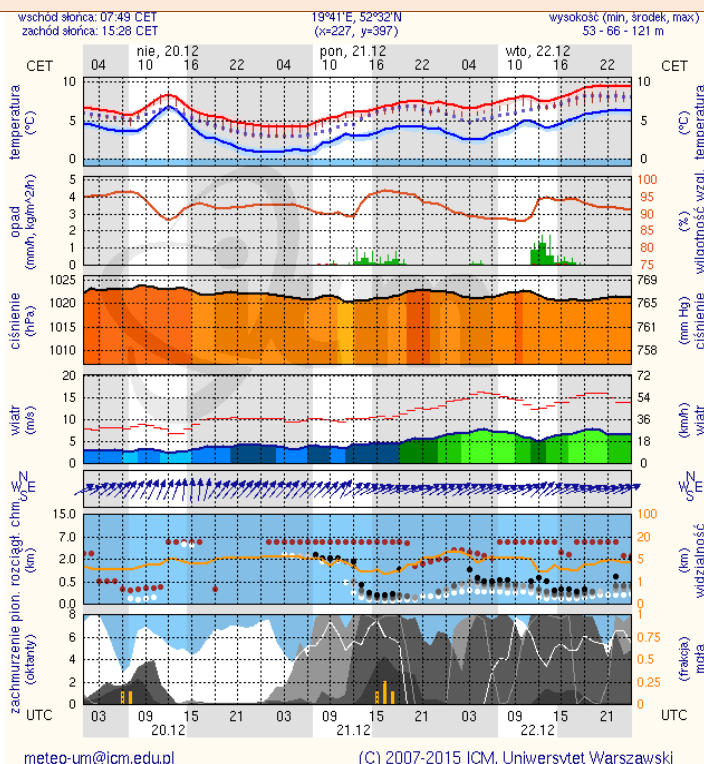 wschód słońca: 07:49 CET 19°41'E, 52°32'N wysokość (min, środek, max)
zachód słońca: 15:28 CET (x=227, y=397) 53 - 66 - 121 m
nie, 20.12 pon, 21.12 wto, 22.12
CET 04 10 16 22 04 10 16 22 04 10 16 22 CET
temperatura (°C)
10
5
0
10
5
0
temperatura (°C)
opad (mm/h, kg/m^2/h)
5
4
3
2
1
0
100
95
90
85
80
75
(%)
wilgotność wzgl.
ciśnienie (hPa)
1025
1020
1015
1010
769
765
761
758
(mm Hg)
ciśnienie
wiatr (m/s)
20
15
10
5
0
72
54
36
18
0
(km/h)
wiatr
N
W E
S
N
W E
S
pion. rozciągł. chm. (km)
15.0
7.0
2.0
0.5
0.0
100
20
5
1
0
(km)
widzialność
zachmurzenie (oktanty)
8
6
4
2
0
1
0.75
0.5
0.25
0
(frakcja)
mgła
UTC 03 09 15 21 03 09 15 21 03 09 15 21 UTC
20.12 21.12 22.12
meteo-um@icm.edu.pl (C) 2007-2015 ICM, Uniwersytet Warszawski